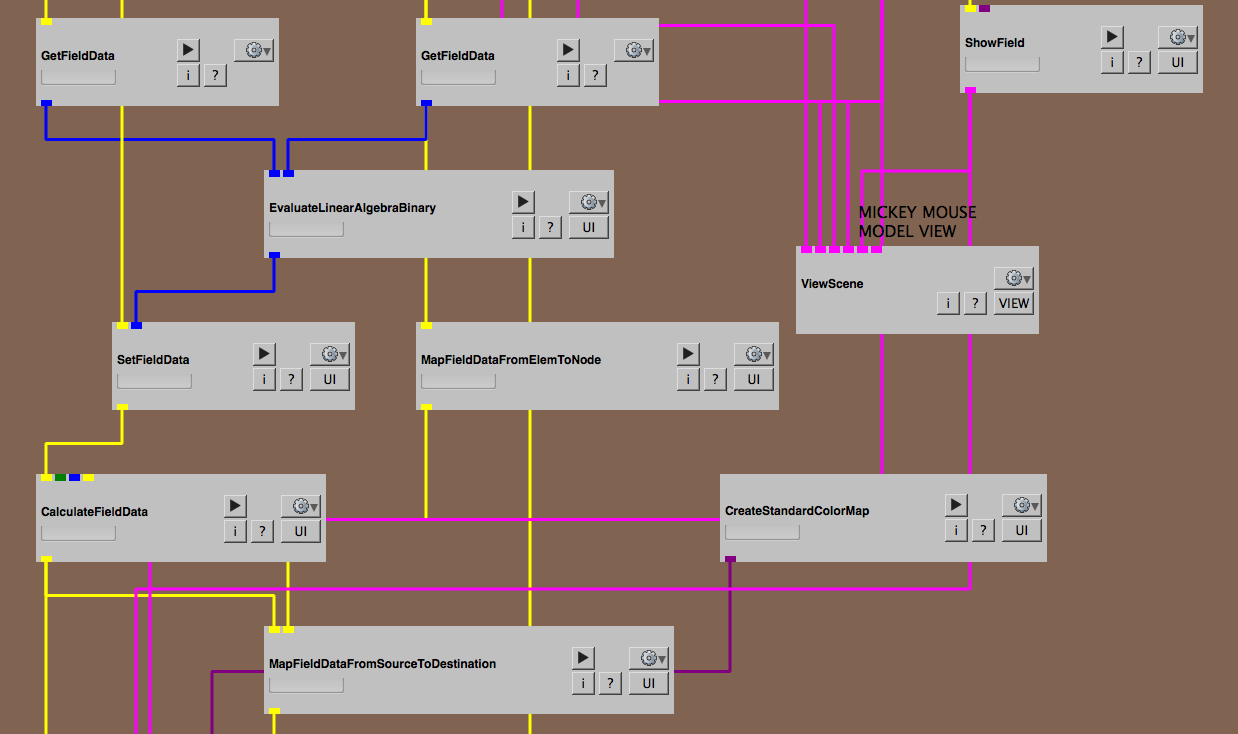 GetFieldData
i ?
GetFieldData
i ?
ShowField
i ? UI
EvaluateLinearAlgebraBinary
i ? UI
MICKEY MOUSE
MODEL VIEW
ViewScene
i ? VIEW
SetFieldData
i ? UI
MapFieldDataFromElemToNode
i ? UI
CalculateFieldData
i ? UI
CreateStandardColorMap
i ? UI
MapFieldDataFromSourceToDestination
i ? UI